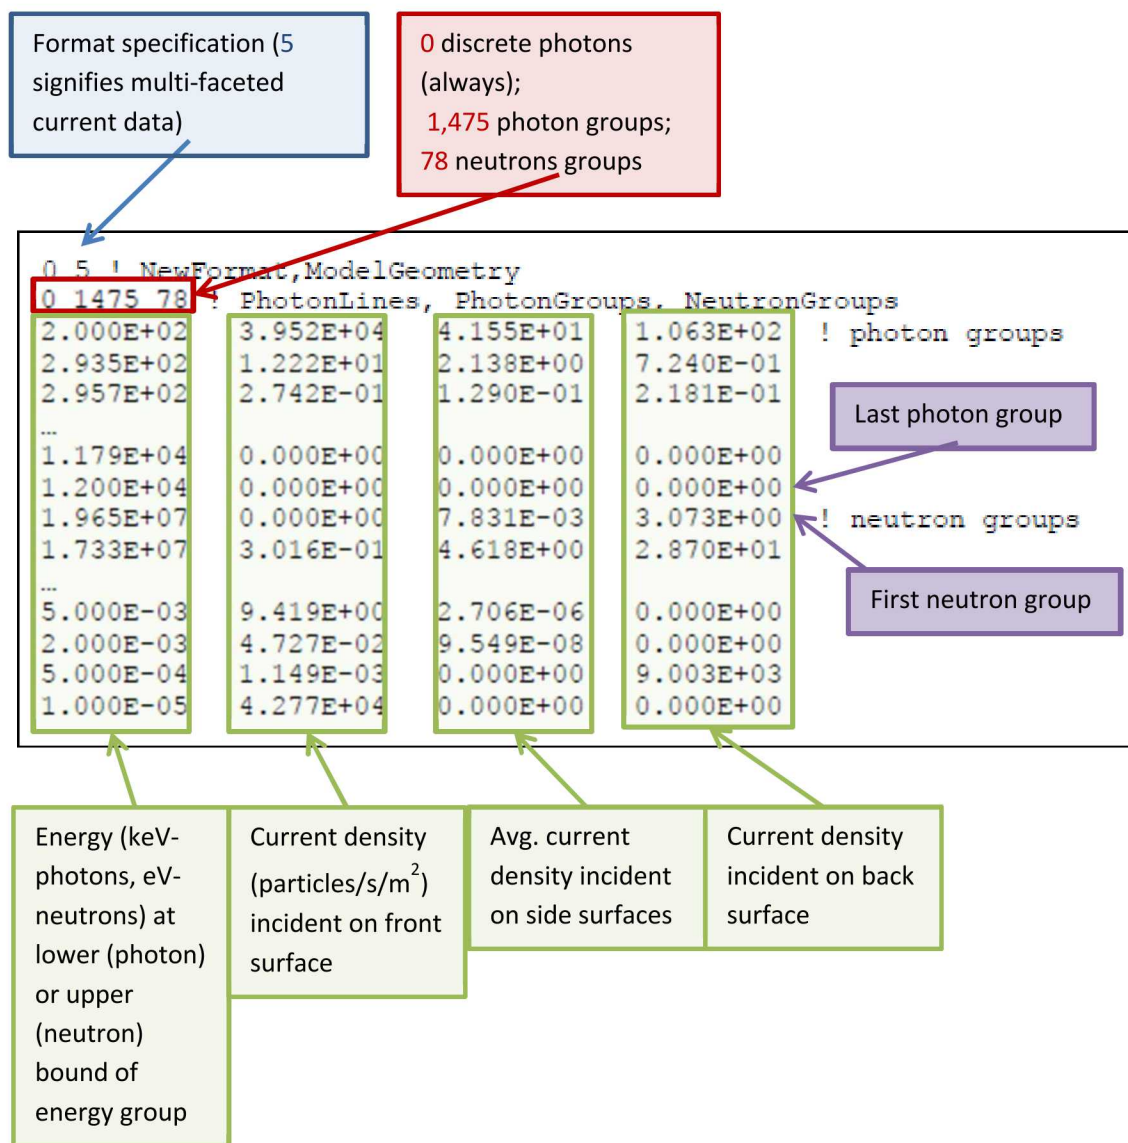 Format specification (5
signifies multi-faceted
current data)
0 discrete photons
(always);
1,475 photon groups;
78 neutrons groups
0 5 ! NewFormat,ModelGeometry
0 1475 78 ! PhotonLines, PhotonGroups, NeutronGroups
2.000E+02 3.952E+04 4.155E+01 1.063E+02 ! photon groups
2.935E+02 1.222E+01 2.138E+00 7.240E-01
2.957E+02 2.742E-01 1.290E-01 2.181E-01
…
1.179E+04 0.000E+00 0.000E+00 0.000E+00
1.200E+04 0.000E+00 0.000E+00 0.000E+00
1.965E+07 0.000E+00 7.831E-03 3.073E+00 ! neutron groups
1.733E+07 3.016E-01 4.618E+00 2.870E+01
…
5.000E-03 9.419E+00 2.706E-06 0.000E+00
2.000E-03 4.727E-02 9.549E-08 0.000E+00
5.000E-04 1.149E-03 0.000E+00 9.003E+03
1.000E-05 4.277E+04 0.000E+00 0.000E+00
Last photon group
First neutron group
Energy (keV-
photons, eV-
neutrons) at
lower (photon)
or upper
(neutron)
bound of
energy group
Current density
(particles/s/m²)
incident on front
surface
Avg. current
density incident
on side surfaces
Current density
incident on back
surface